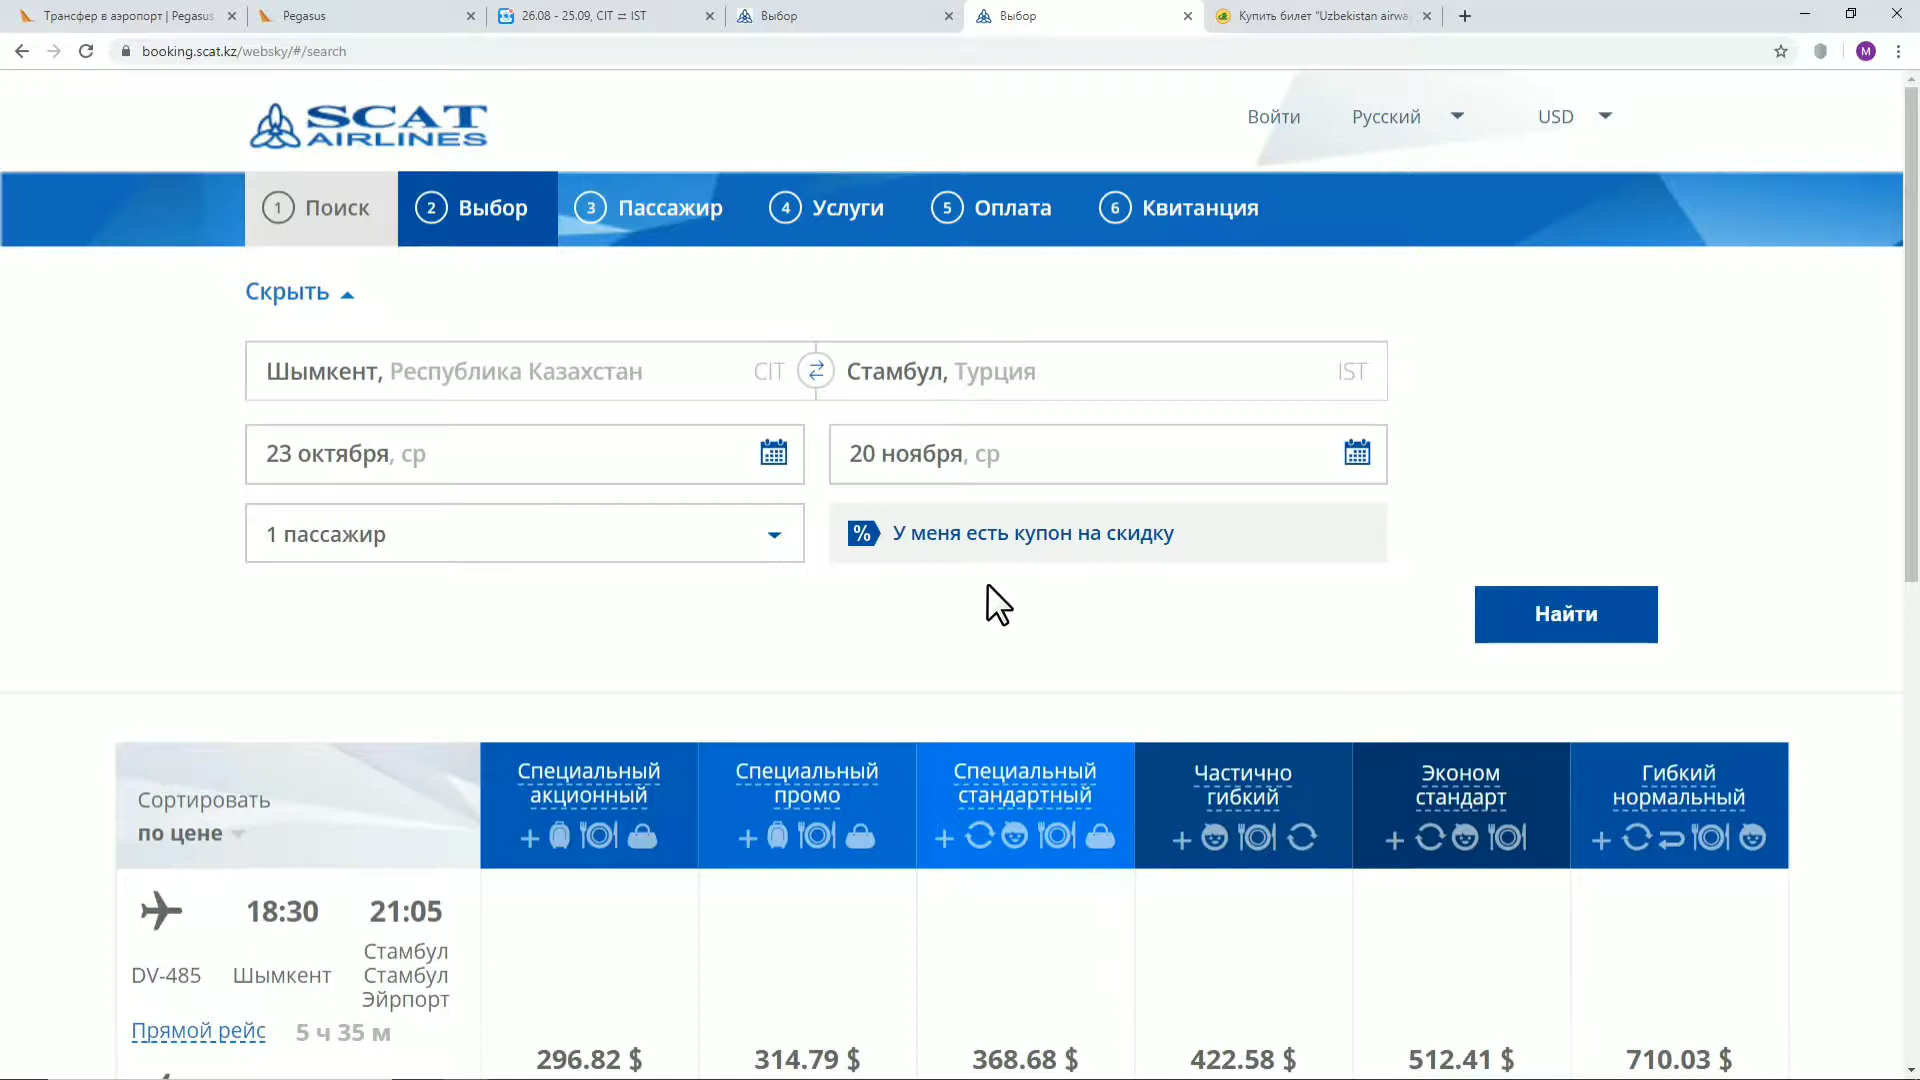 Трансфер в аэропорт | Pegasus
Pegasus
26.08 - 25.09, CIT ⇄ IST
Выбор
Выбор
Купить билет "Uzbekistan airwa
booking.scat.kz/websky/#/search
M
SCAT
AIRLINES
Войти
Русский
USD
1 Поиск
2 Выбор
3 Пассажир
4 Услуги
5 Оплата
6 Квитанция
Скрыть
Шымкент, Республика Казахстан CIT
Стамбул, Турция IST
23 октября, ср
20 ноября, ср
1 пассажир
% У меня есть купон на скидку
Найти
Сортировать
по цене
Специальный
акционный
Специальный
промо
Специальный
стандартный
Частично
гибкий
Эконом
стандарт
Гибкий
нормальный
18:30 21:05
DV-485 Шымкент
Стамбул
Стамбул
Эйрпорт
Прямой рейс 5 ч 35 м
296.82 $
314.79 $
368.68 $
422.58 $
512.41 $
710.03 $